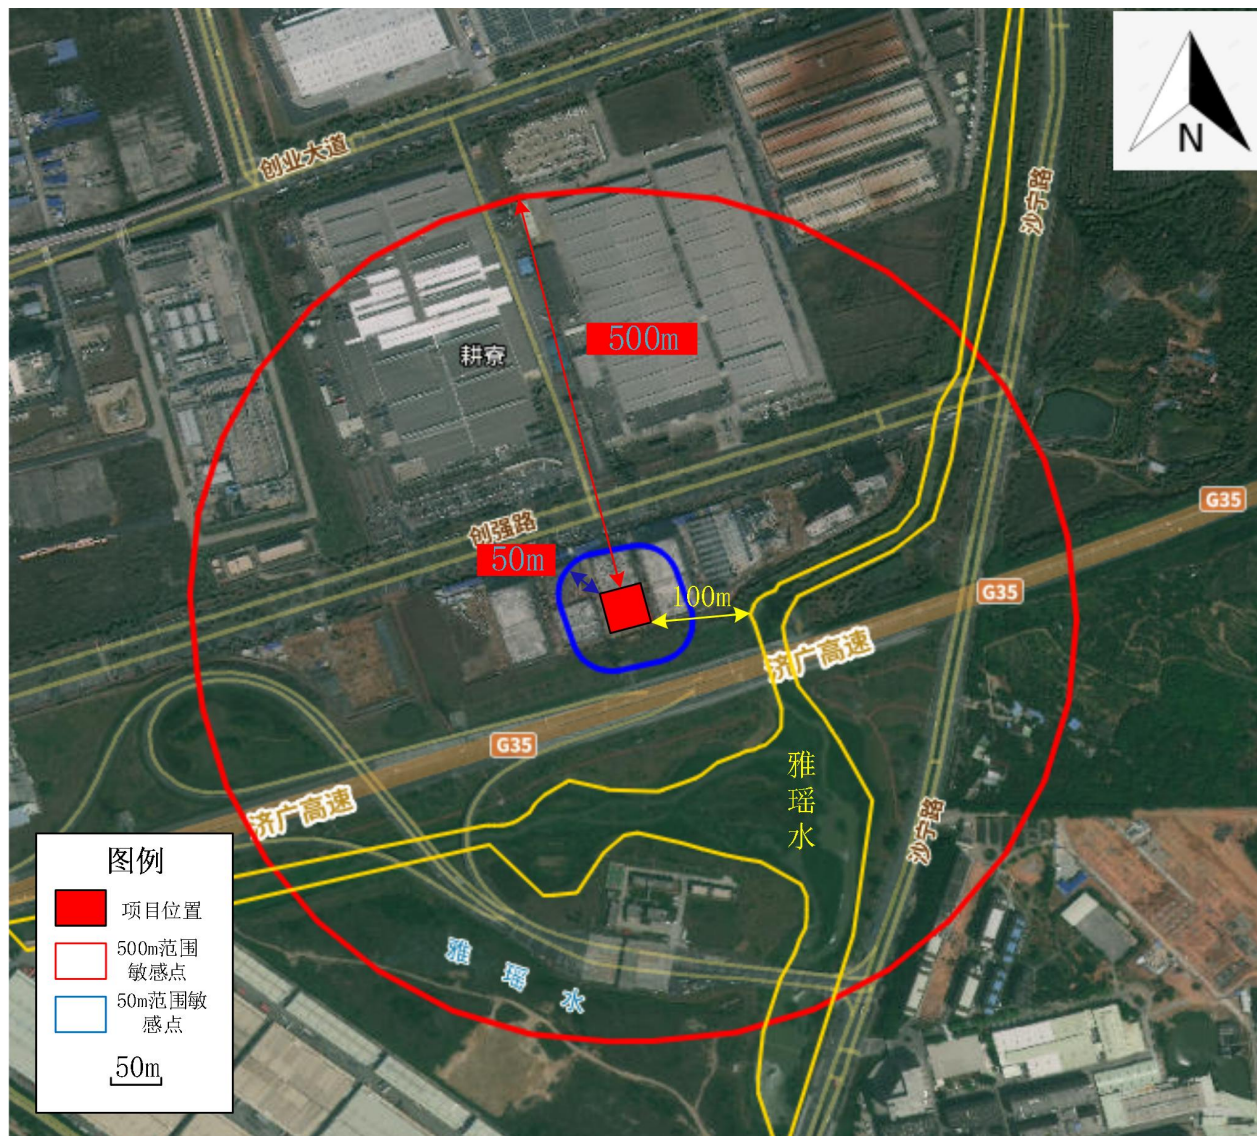 N
创业大道
沙宁路
500m
耕寮
G35
创强路
50m
G35
100m
济广高速
G35
雅瑶水
济广高速
沙宁路
雅瑶水
图例
项目位置
500m范围
敏感点
50m范围敏
感点
50m